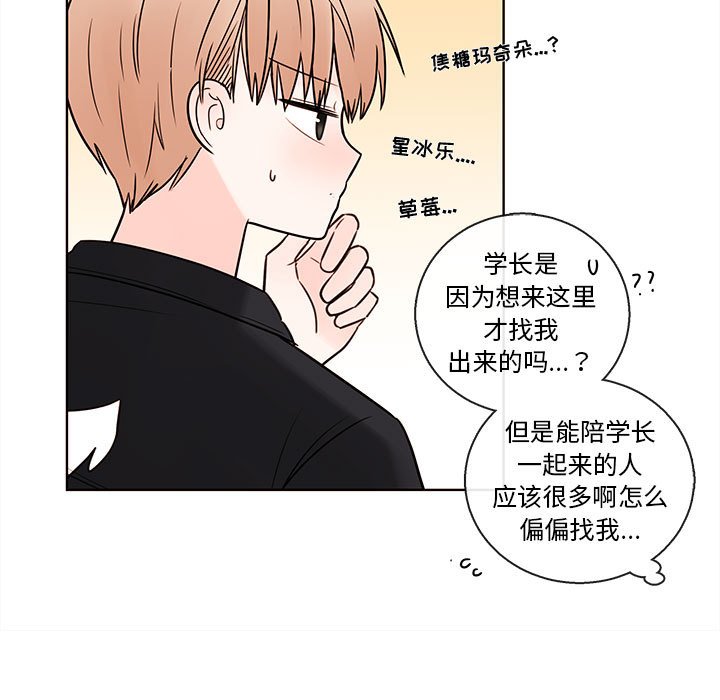 焦糖玛奇朵...?
星冰乐....
草莓...
学长是
因为想来这里
才找我
出来的吗...？
??
但是能陪学长
一起来的人
应该很多啊怎么
偏偏找我...